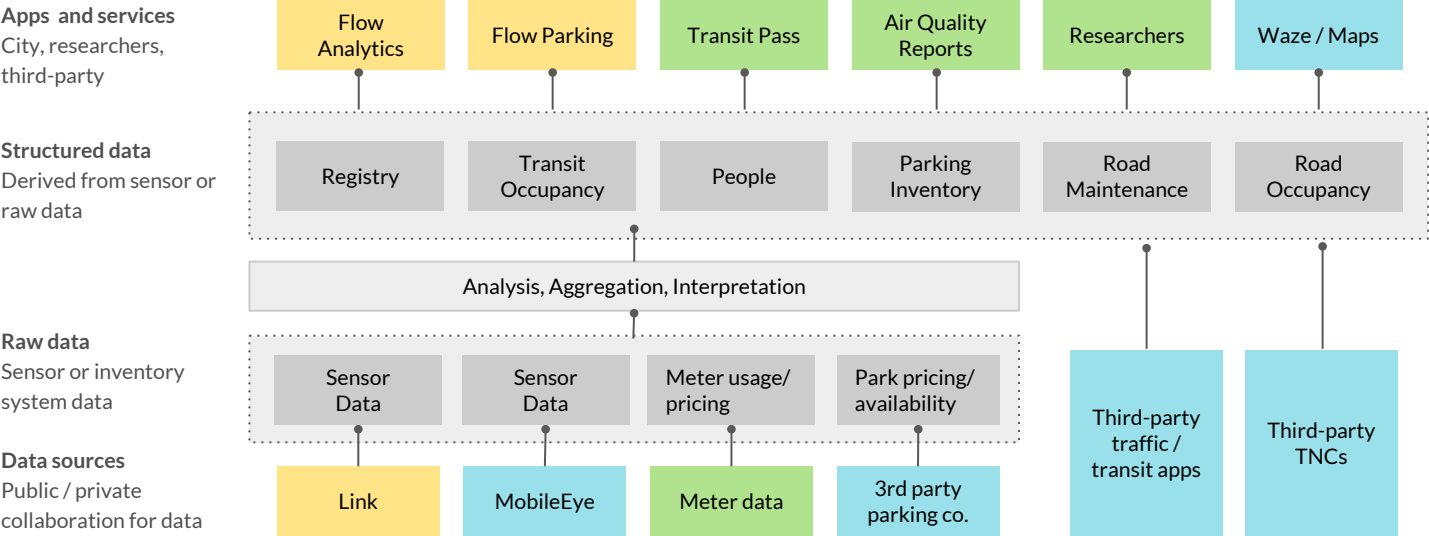 Apps and services
City, researchers,
third-party
Flow
Analytics
Flow Parking
Transit Pass
Air Quality
Reports
Researchers
Waze / Maps
Structured data
Derived from sensor or
raw data
Registry
Transit
Occupancy
People
Parking
Inventory
Road
Maintenance
Road
Occupancy
Analysis, Aggregation, Interpretation
Raw data
Sensor or inventory
system data
Sensor
Data
Sensor
Data
Meter usage/
pricing
Park pricing/
availability
Third-party
traffic /
transit apps
Third-party
TNCs
Data sources
Public / private
collaboration for data
Link
MobileEye
Meter data
3rd party
parking co.